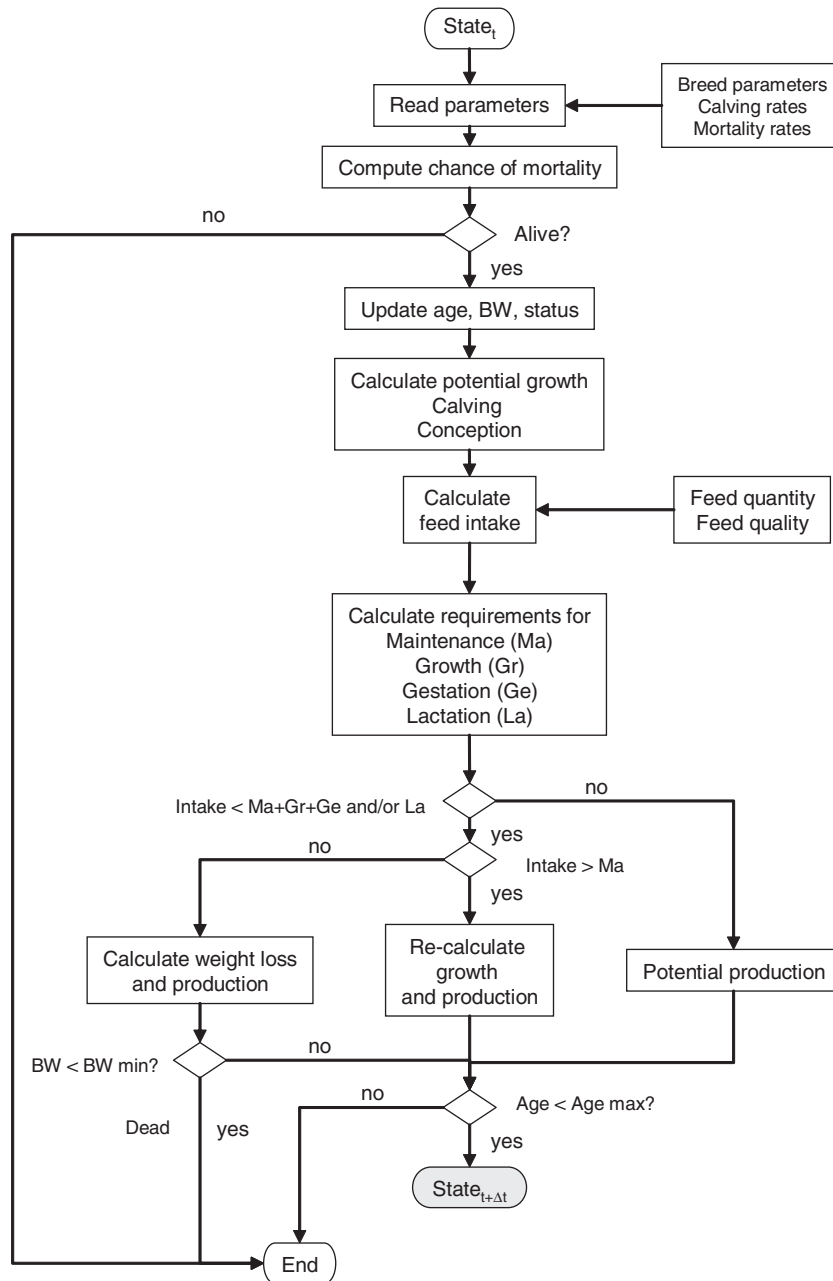 State_t
Read parameters
Breed parameters
Calving rates
Mortality rates
Compute chance of mortality
no
Alive?
yes
Update age, BW, status
Calculate potential growth
Calving
Conception
Calculate
feed intake
Feed quantity
Feed quality
Calculate requirements for
Maintenance (Ma)
Growth (Gr)
Gestation (Ge)
Lactation (La)
Intake < Ma+Gr+Ge and/or La
no
yes
no
Intake > Ma
yes
Calculate weight loss
and production
Re-calculate
growth
and production
Potential production
BW < BW min?
no
Dead
yes
no
Age < Age max?
yes
State_t+Δt
End